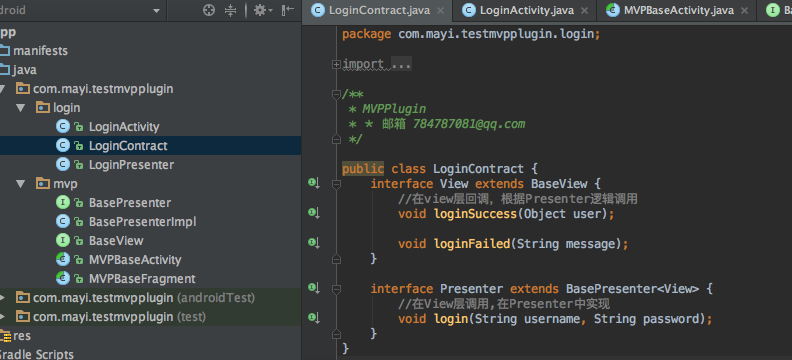 android
pp
manifests
java
com.mayi.testmvpplugin
login
LoginActivity
LoginContract
LoginPresenter
mvp
BasePresenter
BasePresenterImpl
BaseView
MVPBaseActivity
MVPBaseFragment
com.mayi.testmvpplugin (androidTest)
com.mayi.testmvpplugin (test)
res
Gradle Scripts
LoginContract.java
LoginActivity.java
MVPBaseActivity.java
package com.mayi.testmvpplugin.login;
import ...
/**
* MVPPlugin
* * 邮箱 784787081@qq.com
*/
public class LoginContract {
interface View extends BaseView {
//在view层回调, 根据Presenter逻辑调用
void loginSuccess(Object user);
void loginFailed(String message);
}
interface Presenter extends BasePresenter<View> {
//在View层调用,在Presenter中实现
void login(String username, String password);
}
}